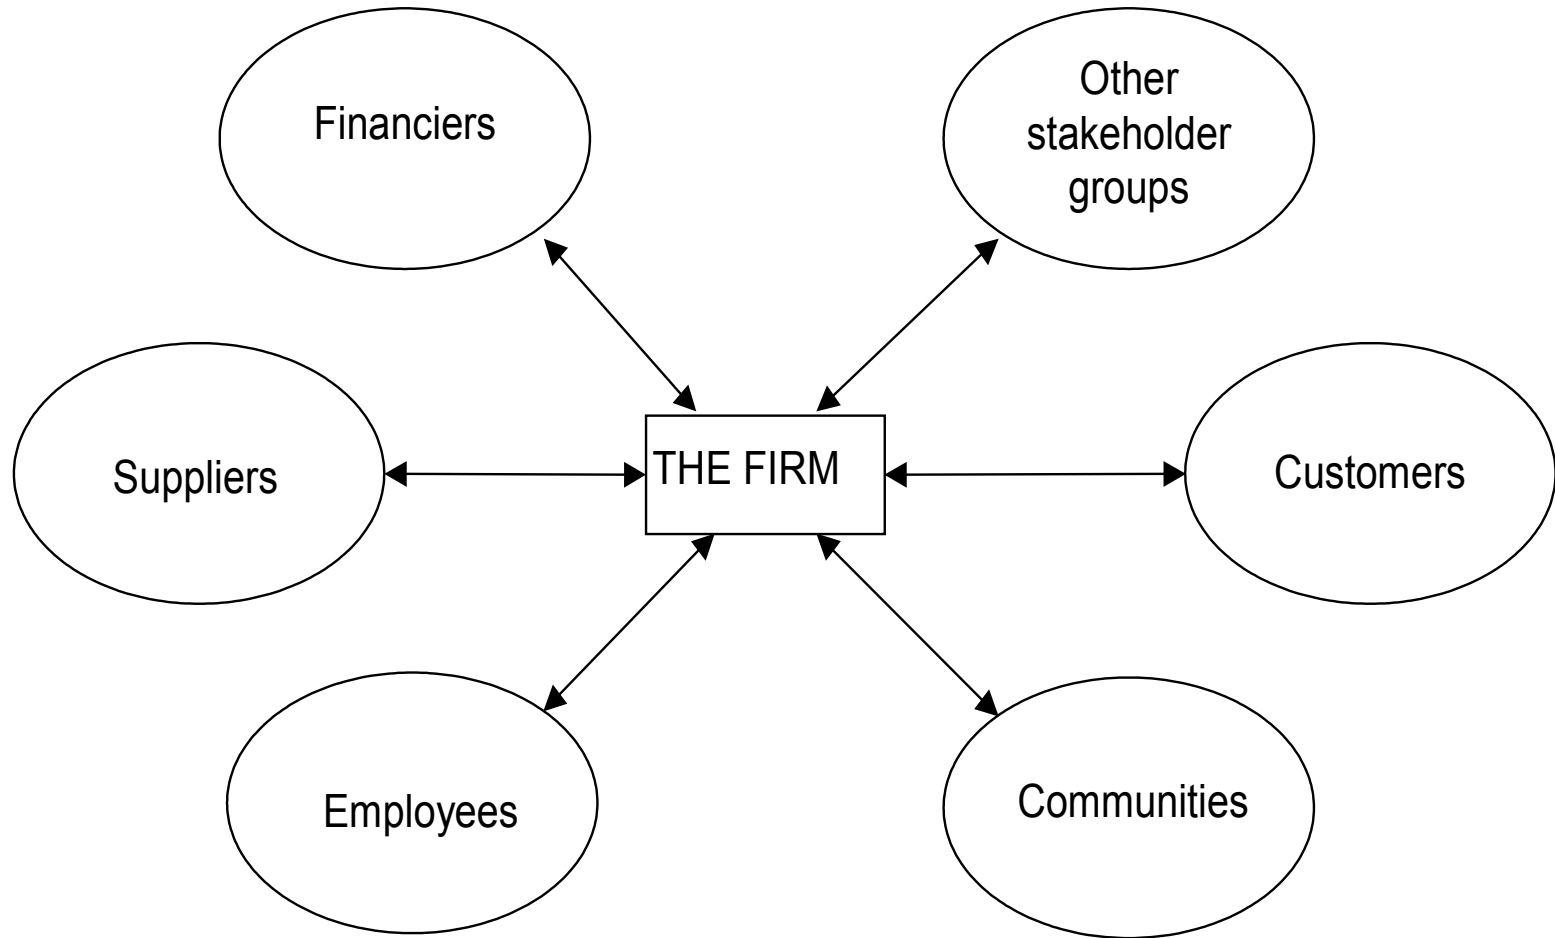 Financiers
Other
stakeholder
groups
Suppliers
THE FIRM
Customers
Employees
Communities